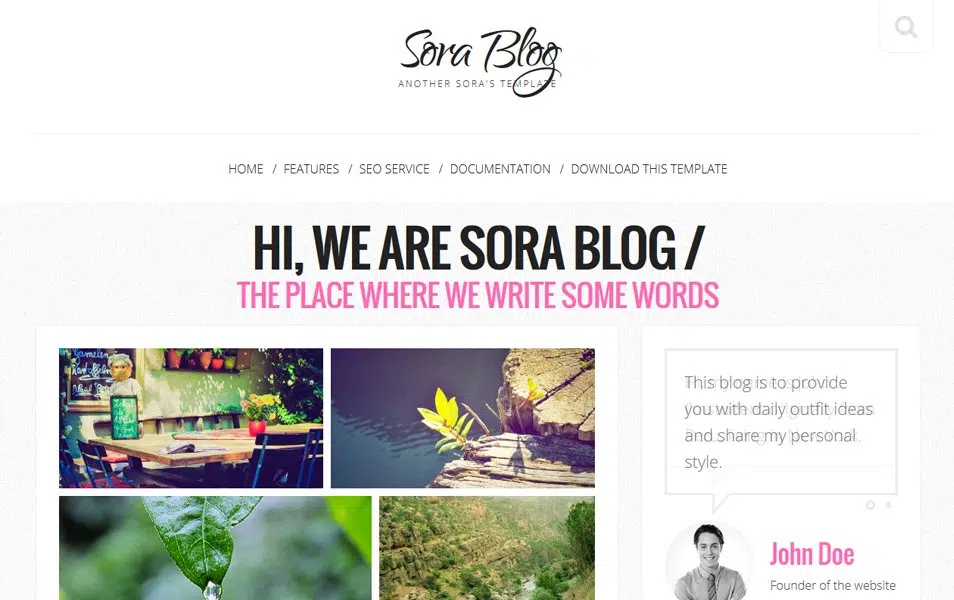 Sora Blog
ANOTHER SORA'S TEMPLATE
HOME / FEATURES / SEO SERVICE / DOCUMENTATION / DOWNLOAD THIS TEMPLATE
HI, WE ARE SORA BLOG /
THE PLACE WHERE WE WRITE SOME WORDS
This blog is to provide
you with daily outfit ideas
and share my personal
style.
John Doe
Founder of the website